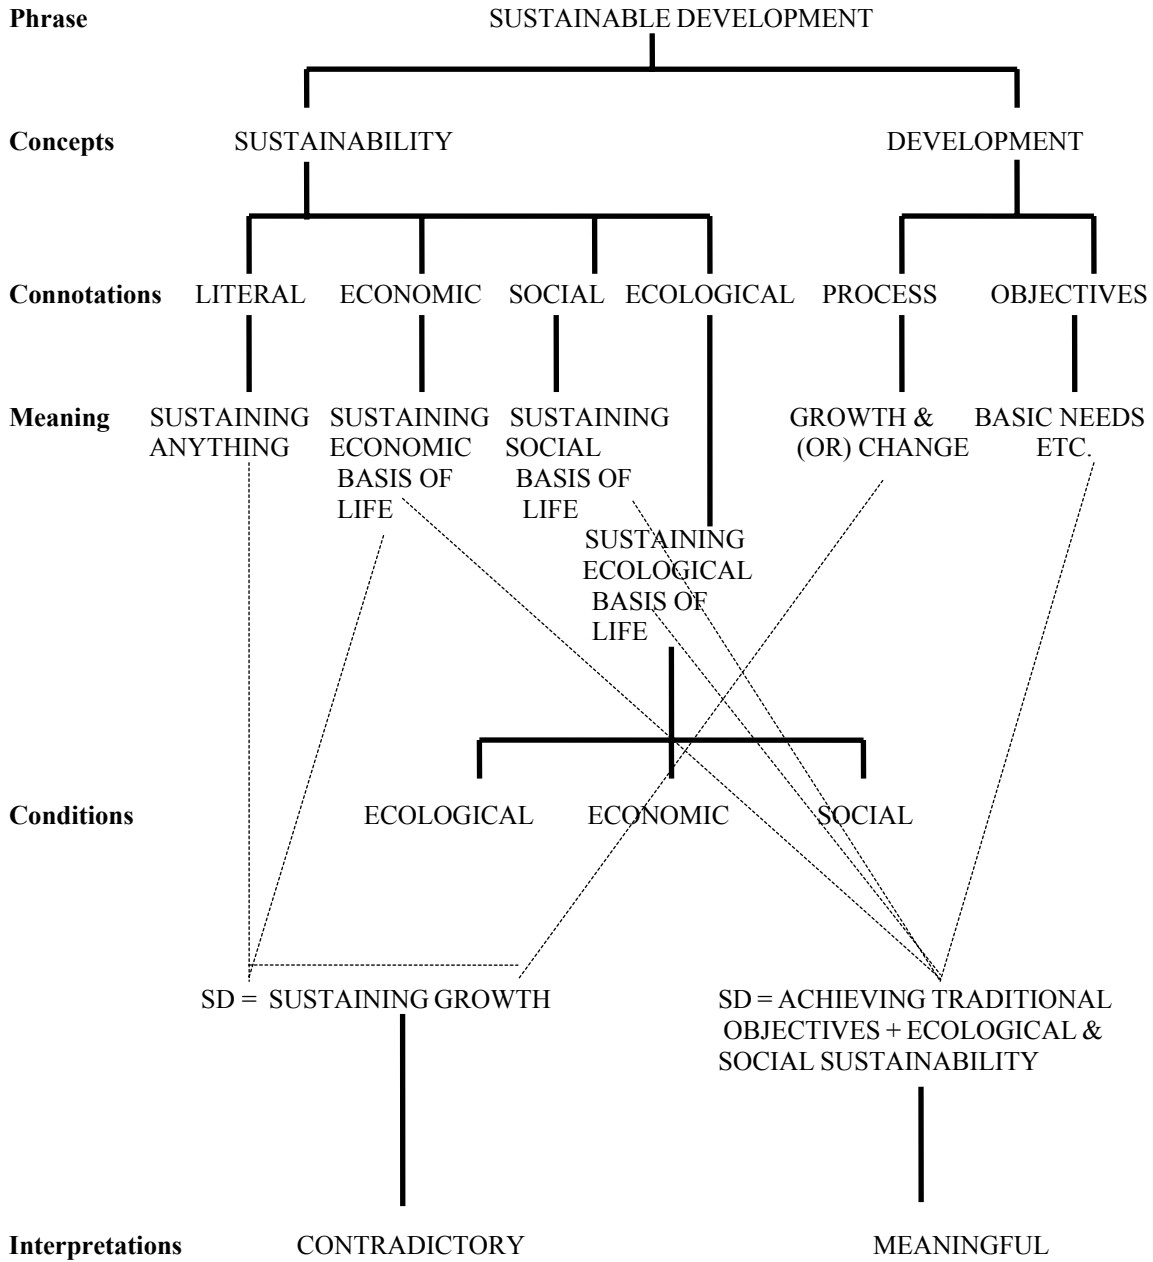 Phrase SUSTAINABLE DEVELOPMENT
Concepts SUSTAINABILITY DEVELOPMENT
Connotations LITERAL ECONOMIC SOCIAL ECOLOGICAL PROCESS OBJECTIVES
Meaning SUSTAINING SUSTAINING SUSTAINING GROWTH & BASIC NEEDS
ANYTHING ECONOMIC SOCIAL (OR) CHANGE ETC.
BASIS OF BASIS OF
LIFE LIFE
SUSTAINING
ECOLOGICAL
BASIS OF
LIFE
Conditions ECOLOGICAL ECONOMIC SOCIAL
SD = SUSTAINING GROWTH SD = ACHIEVING TRADITIONAL
OBJECTIVES + ECOLOGICAL &
SOCIAL SUSTAINABILITY
Interpretations CONTRADICTORY MEANINGFUL